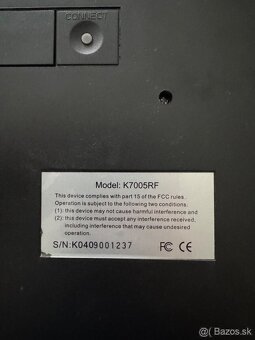 CONNECT
Model: K7005RF
This device complies with part 15 of the FCC rules.
Operation is subject to the following two conditions:
(1): this device may not cause harmful interference and
(2): this device must accept any interference received,
including interference that may cause undesired
operation.
S/N:K0409001237 FC CE
Bazos.sk